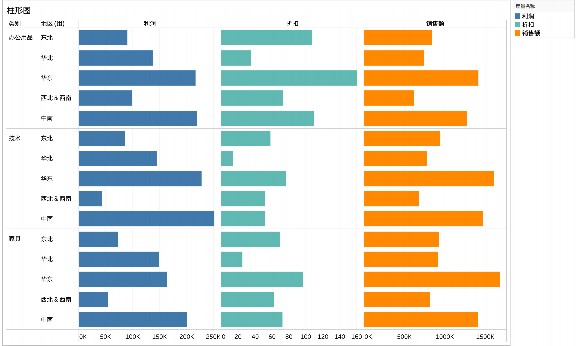 柱形图
类别 地区 (组) 利润 折扣 销售额
办公用品 东北
华北
华东
西北&西南
中南
技术 东北
华北
华东
西北&西南
中南
家具 东北
华北
华东
西北&西南
中南
0K 50K 100K 150K 200K 250K 0 20 40 60 80 100 120 140 160 0K 500K 1000K 1500K
度量名称
利润
折扣
销售额